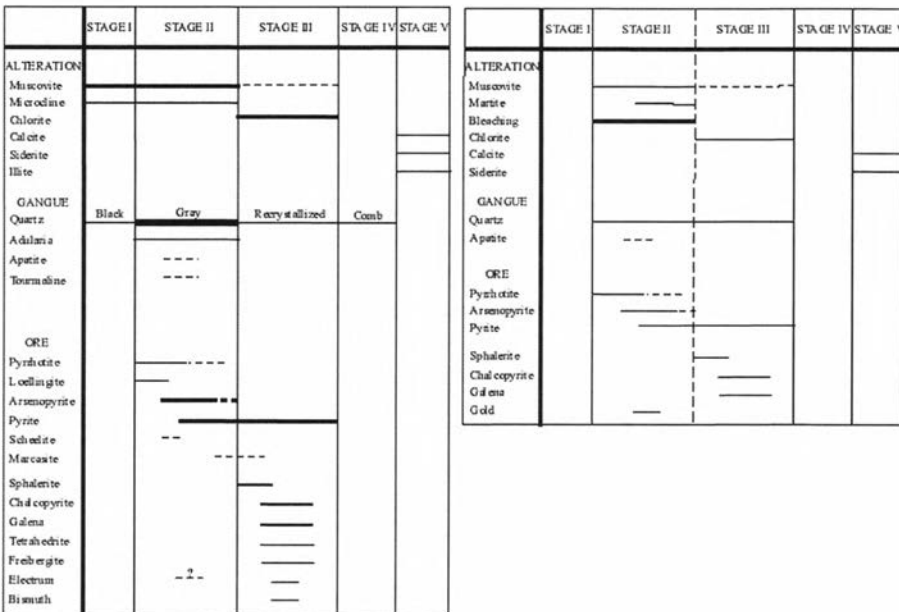 STAGE I STAGE II STAGE III STAGE IV STAGE V
ALTERATION
Muscovite
Microcline
Chlorite
Calcite
Siderite
Illite
GANGUE
Quartz Black Gray Recrystallized Comb
Adularia
Apatite
Tourmaline
ORE
Pyrrhotite
Loellingite
Arsenopyrite
Pyrite
Scheelite
Marcasite
Sphalerite
Chalcopyrite
Galena
Tetrahedrite
Freibergite
Electrum ?
Bismuth
STAGE I STAGE II STAGE III STAGE IV STAGE V
ALTERATION
Muscovite
Martite
Bleaching
Chlorite
Calcite
Siderite
GANGUE
Quartz
Apatite
ORE
Pyrrhotite
Arsenopyrite
Pyrite
Sphalerite
Chalcopyrite
Galena
Gold